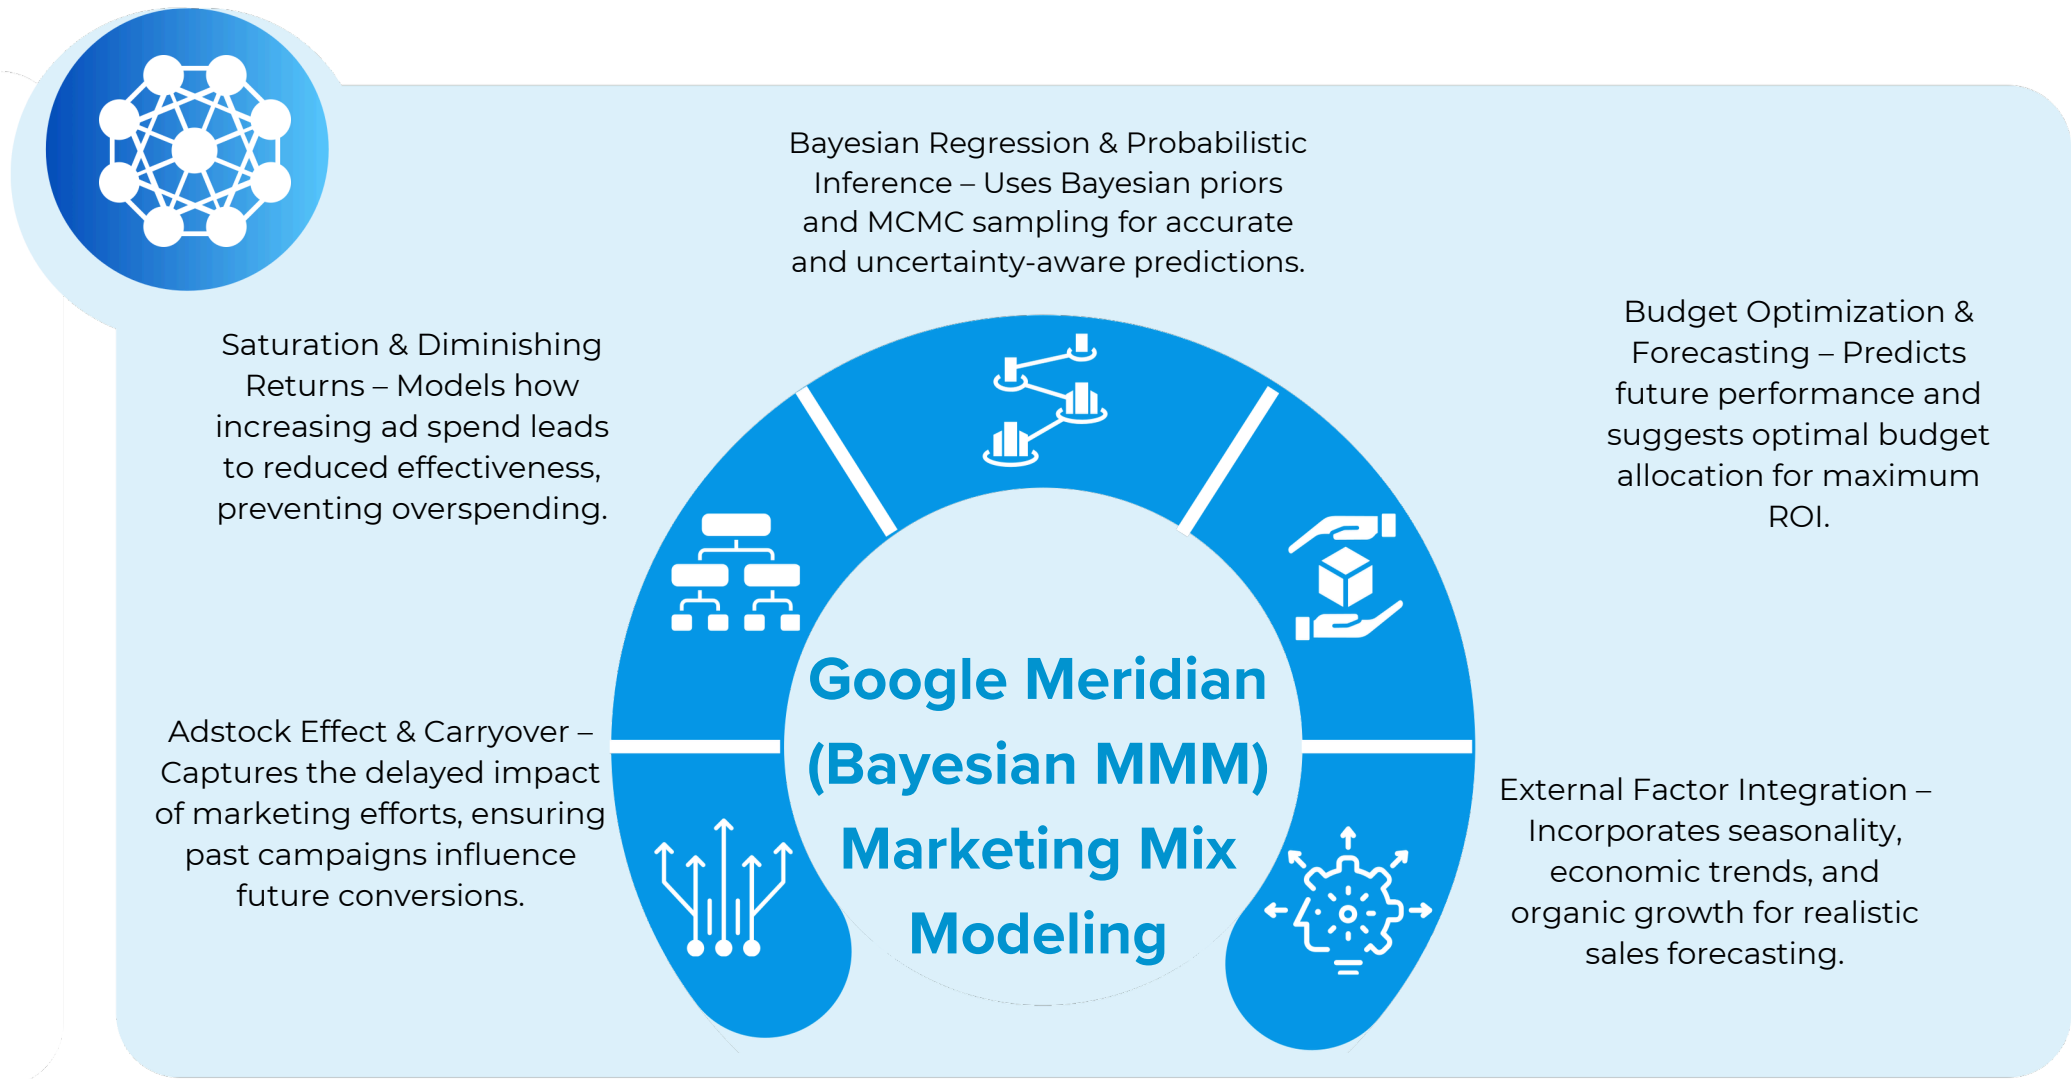 Bayesian Regression & Probabilistic
Inference – Uses Bayesian priors
and MCMC sampling for accurate
and uncertainty-aware predictions.
Saturation & Diminishing
Returns – Models how
increasing ad spend leads
to reduced effectiveness,
preventing overspending.
Budget Optimization &
Forecasting – Predicts
future performance and
suggests optimal budget
allocation for maximum
ROI.
Google Meridian
(Bayesian MMM)
Marketing Mix
Modeling
Adstock Effect & Carryover –
Captures the delayed impact
of marketing efforts, ensuring
past campaigns influence
future conversions.
External Factor Integration –
Incorporates seasonality,
economic trends, and
organic growth for realistic
sales forecasting.